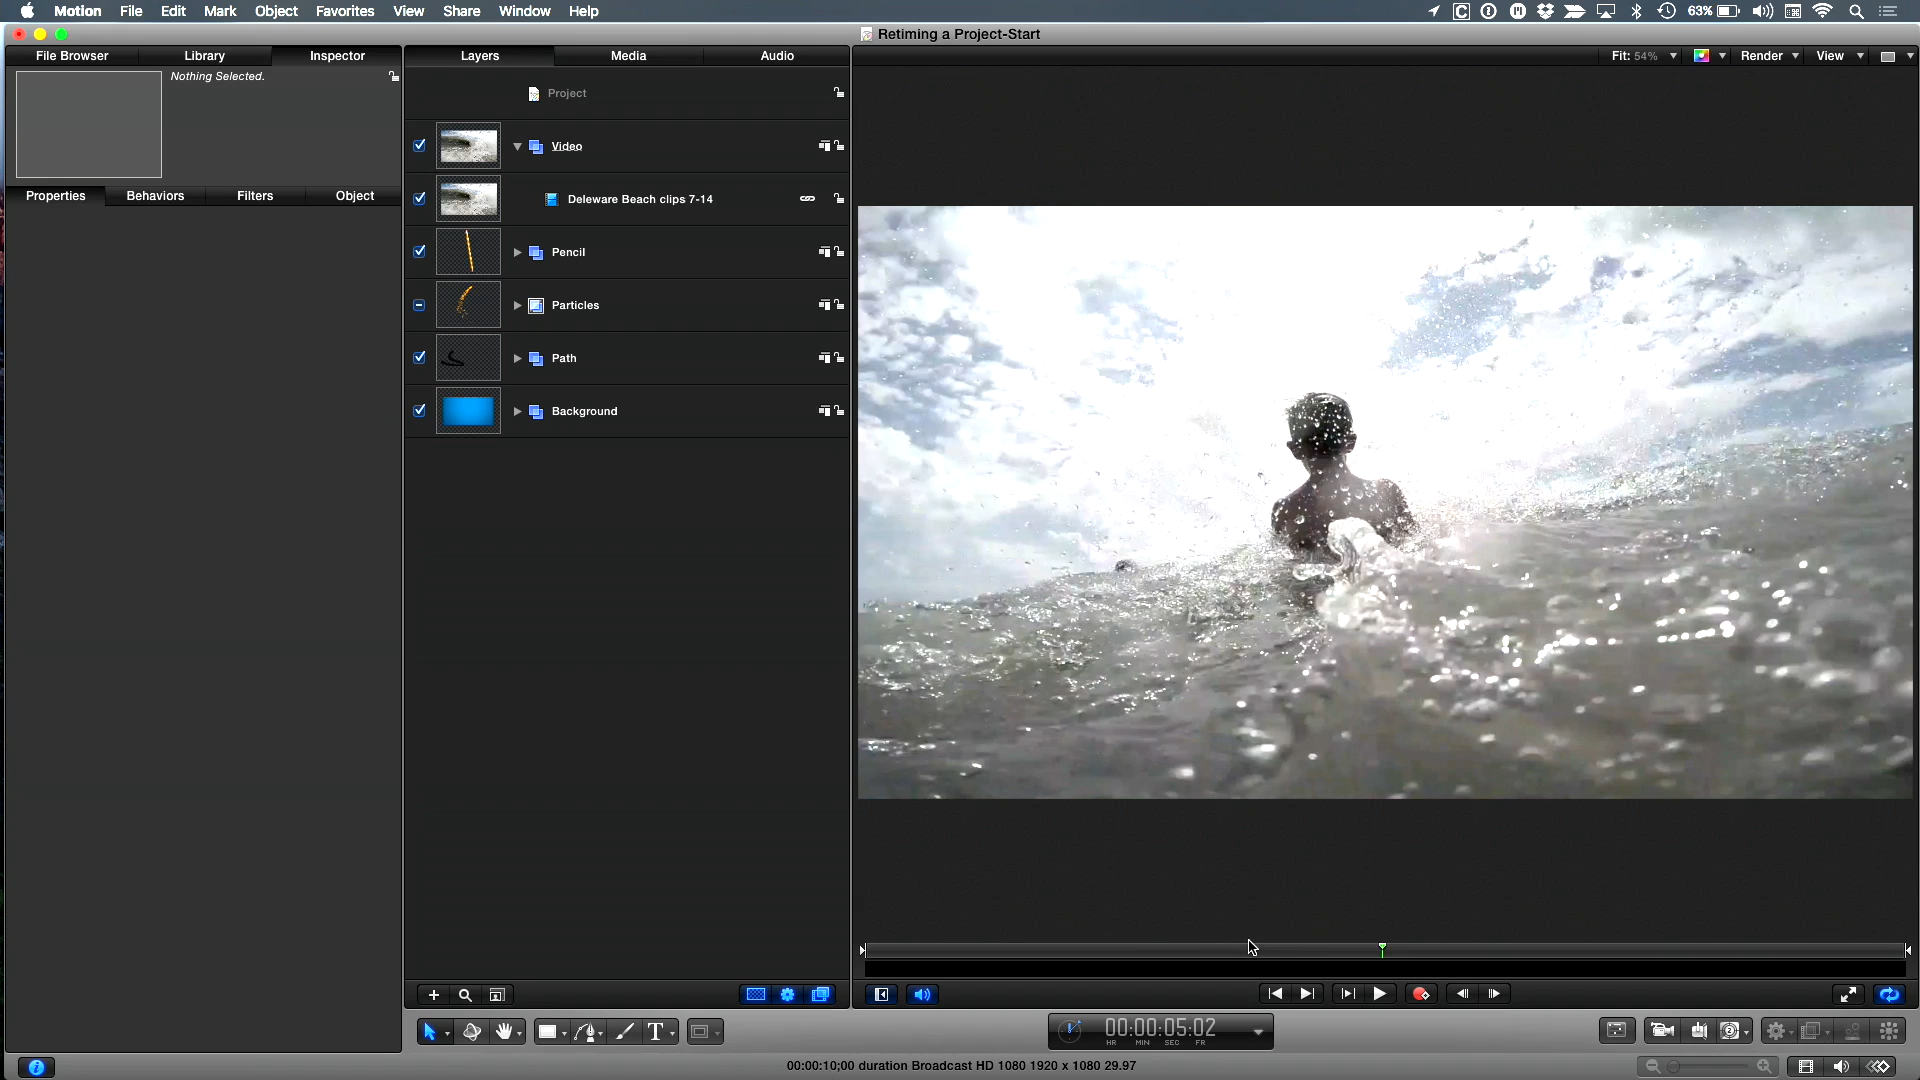 Motion File Edit Mark Object Favorites View Share Window Help 63%
Retiming a Project-Start
File Browser Library Inspector Layers Media Audio Fit: 54% Render View
Nothing Selected.
Project
Video
Properties Behaviors Filters Object
Deleware Beach clips 7-14
Pencil
Particles
Path
Background
T
00:00:05:02
HR MIN SEC FR
00:00:10;00 duration Broadcast HD 1080 1920 x 1080 29.97